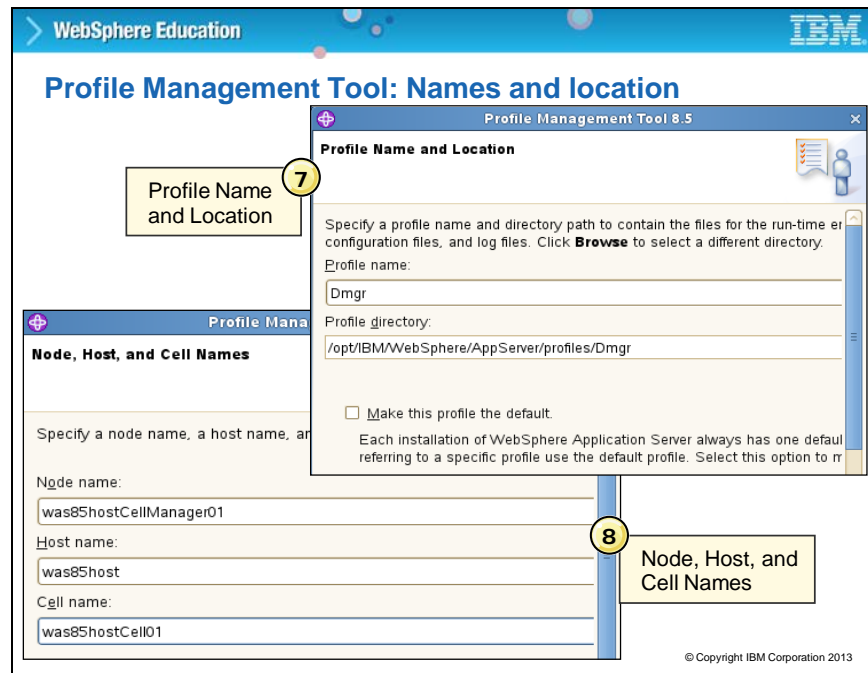 WebSphere Education
IBM
Profile Management Tool: Names and location
7
Profile Name
and Location
Profile Management Tool 8.5
Profile Name and Location
Specify a profile name and directory path to contain the files for the run-time
configuration files, and log files. Click Browse to select a different directory.
Profile name:
Dmgr
Profile directory:
/opt/IBM/WebSphere/AppServer/profiles/Dmgr
Make this profile the default.
Each installation of WebSphere Application Server always has one
referring to a specific profile use the default profile. Select this option to
Profile
Node, Host, and Cell Names
Specify a node name, a host name,
Node name:
was85hostCellManager01
Host name:
was85host
Cell name:
was85hostCell01
8
Node, Host, and
Cell Names
© Copyright IBM Corporation 2013